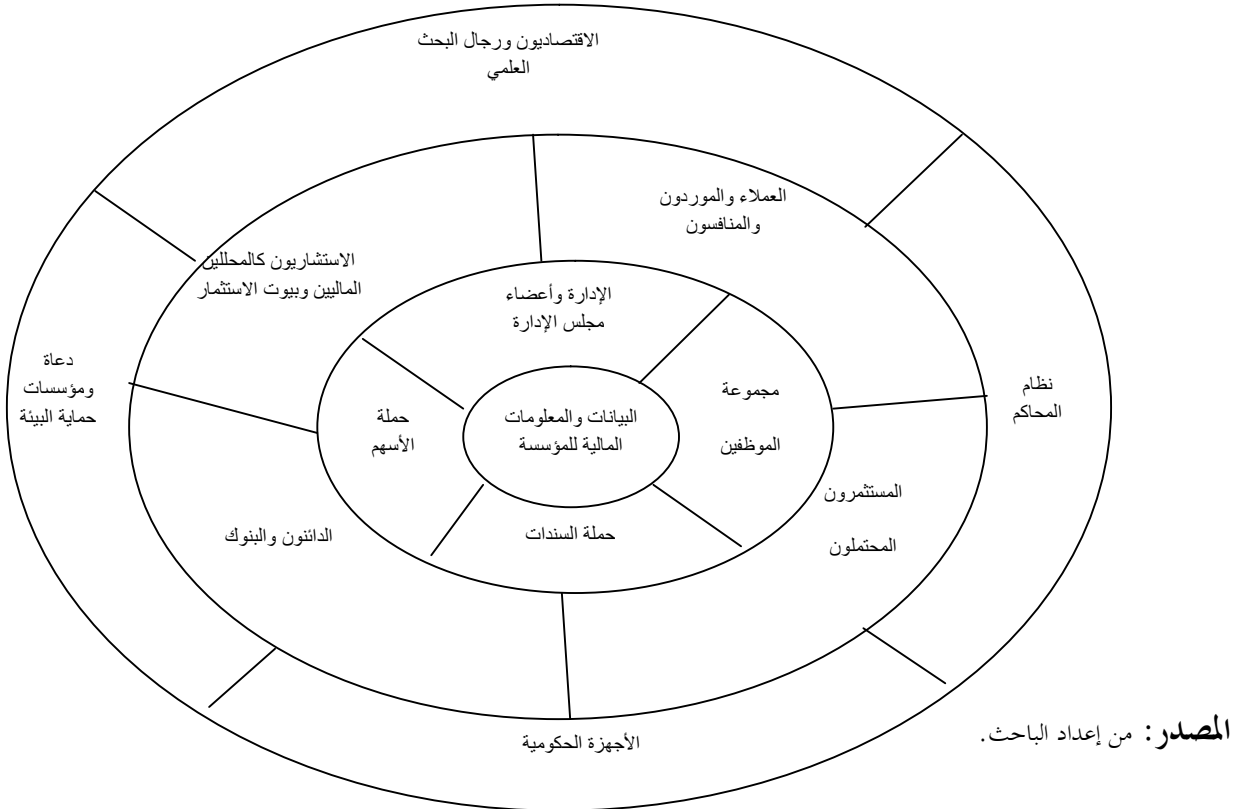 الاقتصاديون ورجال البحث
العلمي
العملاء والموردون
والمنافسون
الاستشاريون كالمحللين
الماليين وبيوت الاستثمار
الإدارة وأعضاء
مجلس الإدارة
دعاة
ومؤسسات
حماية البيئة
نظام
المحاكم
مجموعة
الموظفين
حملة
الأسهم
البيانات والمعلومات
المالية للمؤسسة
المستثمرون
المحتملون
الدائنون والبنوك
حملة السندات
الأجهزة الحكومية
المصدر: من إعداد الباحث.